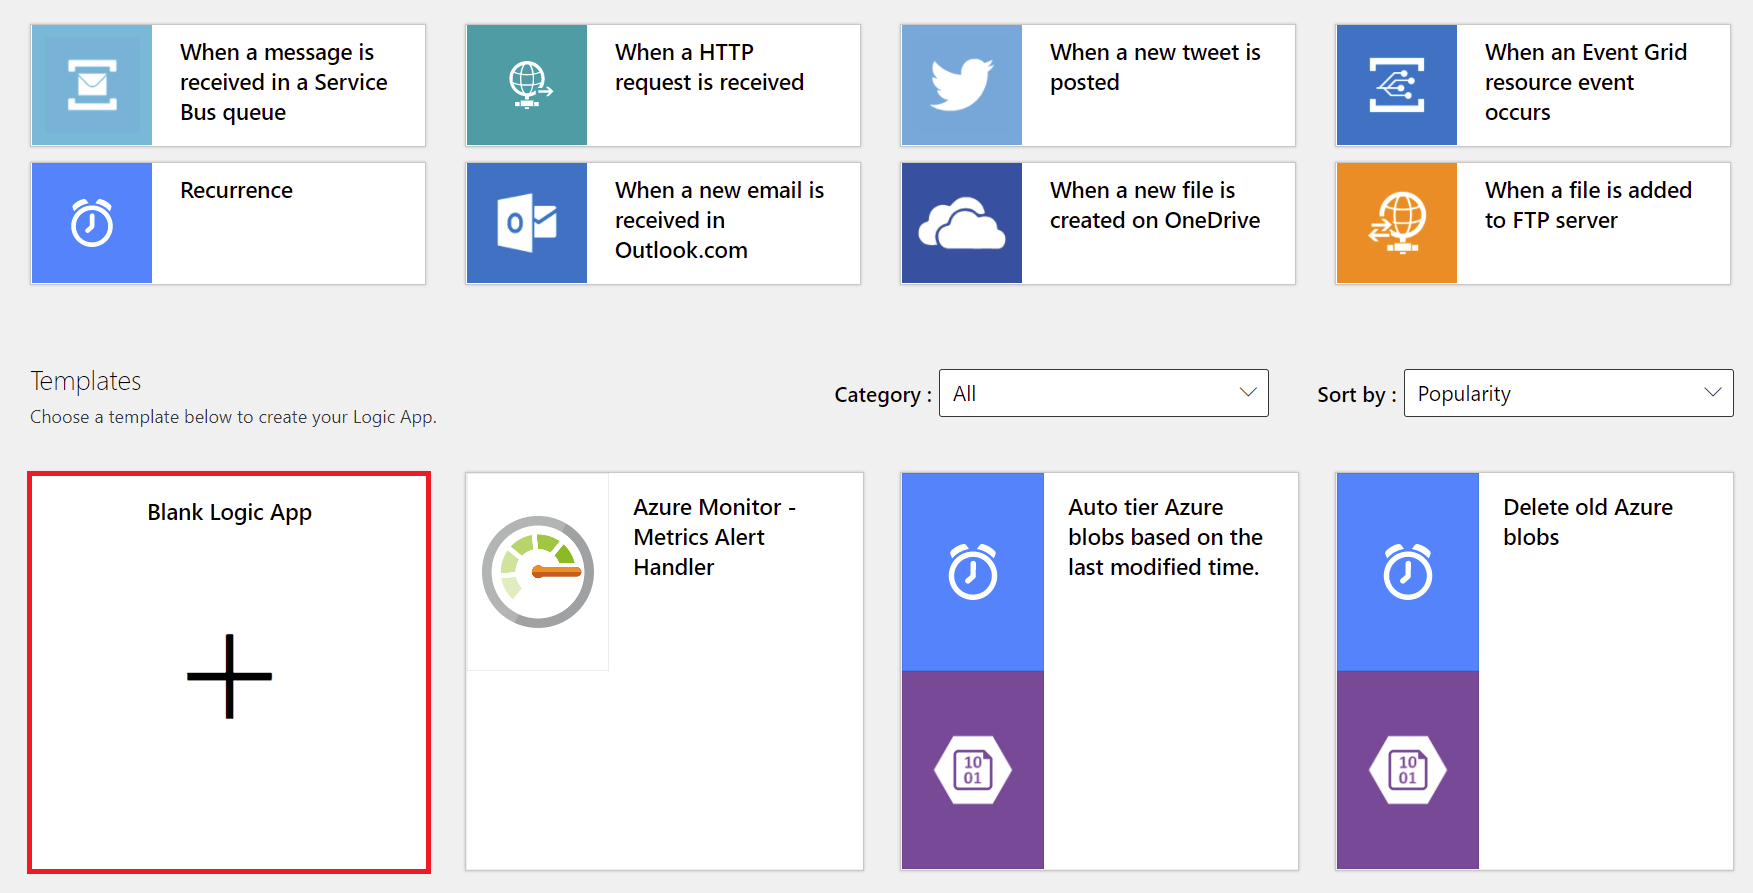 When a message is
received in a Service
Bus queue
When a HTTP
request is received
When a new tweet is
posted
When an Event Grid
resource event
occurs
Recurrence
When a new email is
received in
Outlook.com
When a new file is
created on OneDrive
When a file is added
to FTP server
Templates
Choose a template below to create your Logic App.
Category :
All
Sort by :
Popularity
Blank Logic App
Azure Monitor -
Metrics Alert
Handler
Auto tier Azure
blobs based on the
last modified time.
10
01
Delete old Azure
blobs
10
01